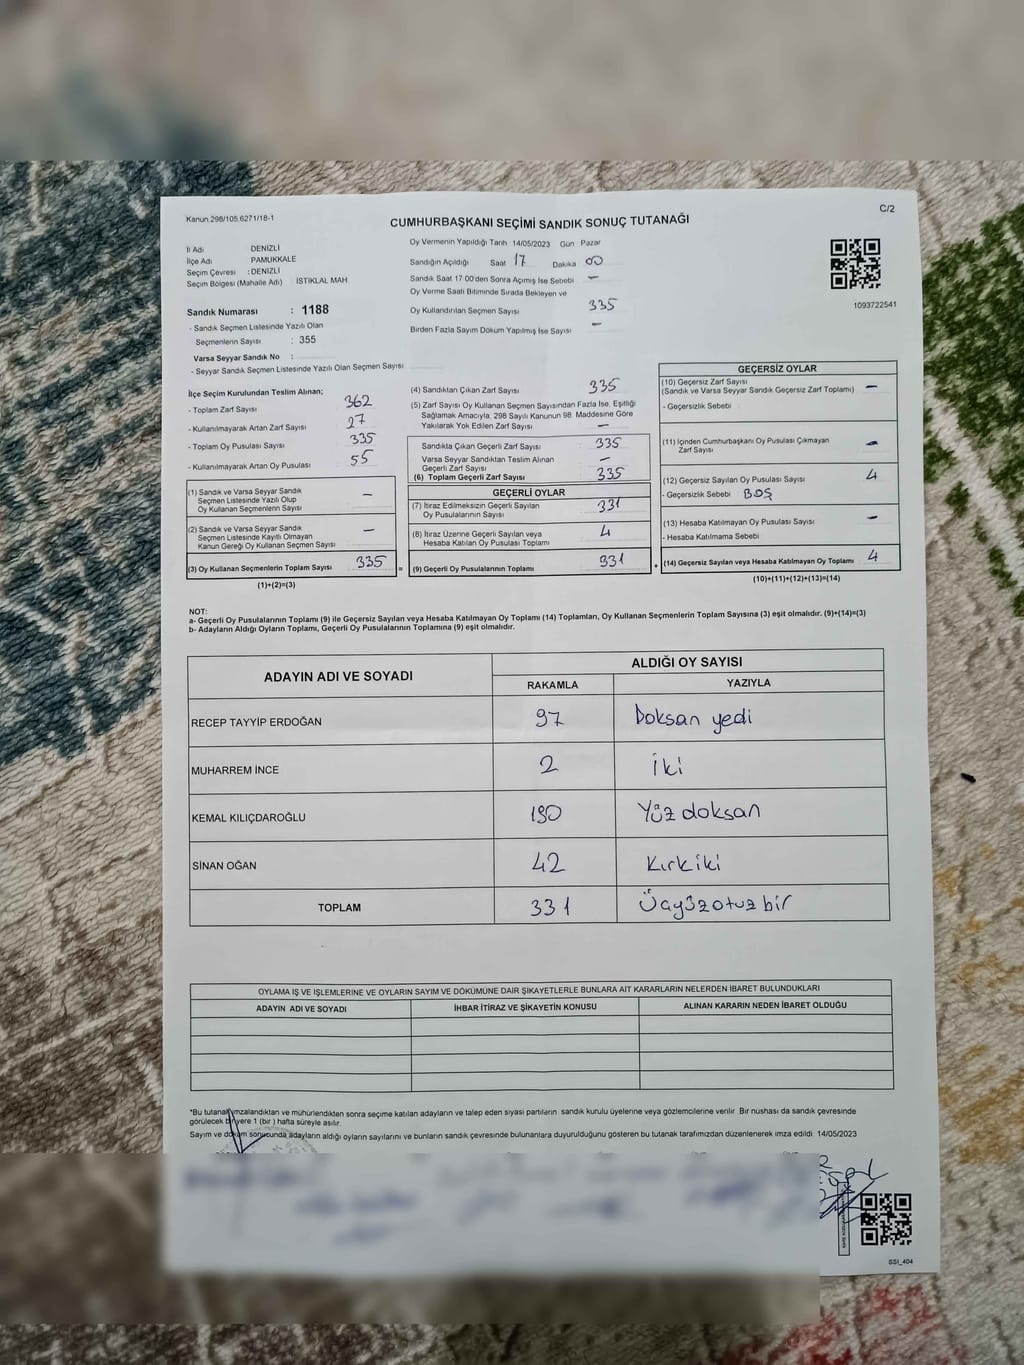 Kanun 298/105 6271/18-1
C/2
CUMHURBAŞKANI SEÇİMİ SANDIK SONUÇ TUTANAĞI
İl Adı DENİZLİ
İlçe Adı PAMUKKALE
Seçim Çevresi : DENİZLİ
Seçim Bölgesi (Mahalle Adı) İSTİKLAL MAH
Sandık Numarası : 1188
- Sandık Seçmen Listesinde Yazılı Olan
Seçmenlerin Sayısı : 355
Varsa Seyyar Sandık No :
- Seyyar Sandık Seçmen Listesinde Yazılı Olan Seçmen Sayısı
Oy Vermenin Yapıldığı Tarih 14/05/2023 Gün Pazar
Sandığın Açıldığı Saat 17 Dakika 00
Sandık Saat 17 00'den Sonra Açılmış İse Sebebi –
Oy Verme Saati Bitiminde Sırada Bekleyen ve
Oy Kullandırılan Seçmen Sayısı 335
Birden Fazla Sayım Döküm Yapılmış İse Sayısı –
1093722541
İlçe Seçim Kurulundan Teslim Alınan:
- Toplam Zarf Sayısı 362
- Kullanılmayarak Artan Zarf Sayısı 27
- Toplam Oy Pusulası Sayısı 335
- Kullanılmayarak Artan Oy Pusulası 55
(1) Sandık ve Varsa Seyyar Sandık
Seçmen Listesinde Yazılı Olup
Oy Kullanan Seçmenlerin Sayısı –
(2) Sandık ve Varsa Seyyar Sandık
Seçmen Listesinde Kayıtlı Olmayan
Kanun Gereği Oy Kullanan Seçmen Sayısı –
(3) Oy Kullanan Seçmenlerin Toplam Sayısı 335
=
(1)+(2)=(3)
(4) Sandıktan Çıkan Zarf Sayısı 335
(5) Zarf Sayısı Oy Kullanan Seçmen Sayısından Fazla İse, Eşitliği
Sağlamak Amacıyla, 298 Sayılı Kanunun 98. Maddesine Göre
Yakılarak Yok Edilen Zarf Sayısı –
Sandıkta Çıkan Geçerli Zarf Sayısı 335
Varsa Seyyar Sandıktan Teslim Alınan
Geçerli Zarf Sayısı –
(6) Toplam Geçerli Zarf Sayısı 335
GEÇERLİ OYLAR
(7) İtiraz Edilmeksizin Geçerli Sayılan
Oy Pusulalarının Sayısı 331
(8) İtiraz Üzerine Geçerli Sayılan veya
Hesaba Katılan Oy Pusulası Toplamı 4
(9) Geçerli Oy Pusulalarının Toplamı 331
+
GEÇERSİZ OYLAR
(10) Geçersiz Zarf Sayısı
(Sandık ve Varsa Seyyar Sandık Geçersiz Zarf Toplamı) –
- Geçersizlik Sebebi
(11) İçinden Cumhurbaşkanı Oy Pusulası Çıkmayan
Zarf Sayısı –
(12) Geçersiz Sayılan Oy Pusulası Sayısı 4
- Geçersizlik Sebebi BOŞ
(13) Hesaba Katılmayan Oy Pusulası Sayısı –
- Hesaba Katılmama Sebebi
(14) Geçersiz Sayılan veya Hesaba Katılmayan Oy Toplamı 4
(10)+(11)+(12)+(13)=(14)
NOT:
a- Geçerli Oy Pusulalarının Toplamı (9) ile Geçersiz Sayılan veya Hesaba Katılmayan Oy Toplamı (14) Toplamları, Oy Kullanan Seçmenlerin Toplam Sayısına (3) eşit olmalıdır. (9)+(14)=(3)
b- Adayların Aldığı Oyların Toplamı, Geçerli Oy Pusulalarının Toplamına (9) eşit olmalıdır.
ADAYIN ADI VE SOYADI ALDIĞI OY SAYISI
RAKAMLA YAZIYLA
RECEP TAYYİP ERDOĞAN 97 Doksan yedi
MUHARREM İNCE 2 iki
KEMAL KILIÇDAROĞLU 190 Yüz doksan
SİNAN OĞAN 42 Kırkiki
TOPLAM 331 Üçyüzotuz bir
OYLAMA İŞ VE İŞLEMLERİNE VE OYLARIN SAYIM VE DÖKÜMÜNE DAİR ŞİKAYETLERLE BUNLARA AİT KARARLARIN NELERDEN İBARET BULUNDUKLARI
ADAYIN ADI VE SOYADI İHBAR İTİRAZ VE ŞİKAYETİN KONUSU ALINAN KARARIN NEDEN İBARET OLDUĞU
*Bu tutanak imzalandıktan ve mühürlendikten sonra seçime katılan adayların ve talep eden siyasi partilerin sandık kurulu üyelerine veya gözlemcilerine verilir Bir nüshası da sandık çevresinde
görülecek bir yere 1 (bir) hafta süreyle asılır.
Sayım ve döküm sonucunda adayların aldığı oyların sayılarını ve bunların sandık çevresinde bulunanlara duyurulduğunu gösteren bu tutanak tarafımızdan düzenlenerek imza edildi. 14/05/2023
SSI_404